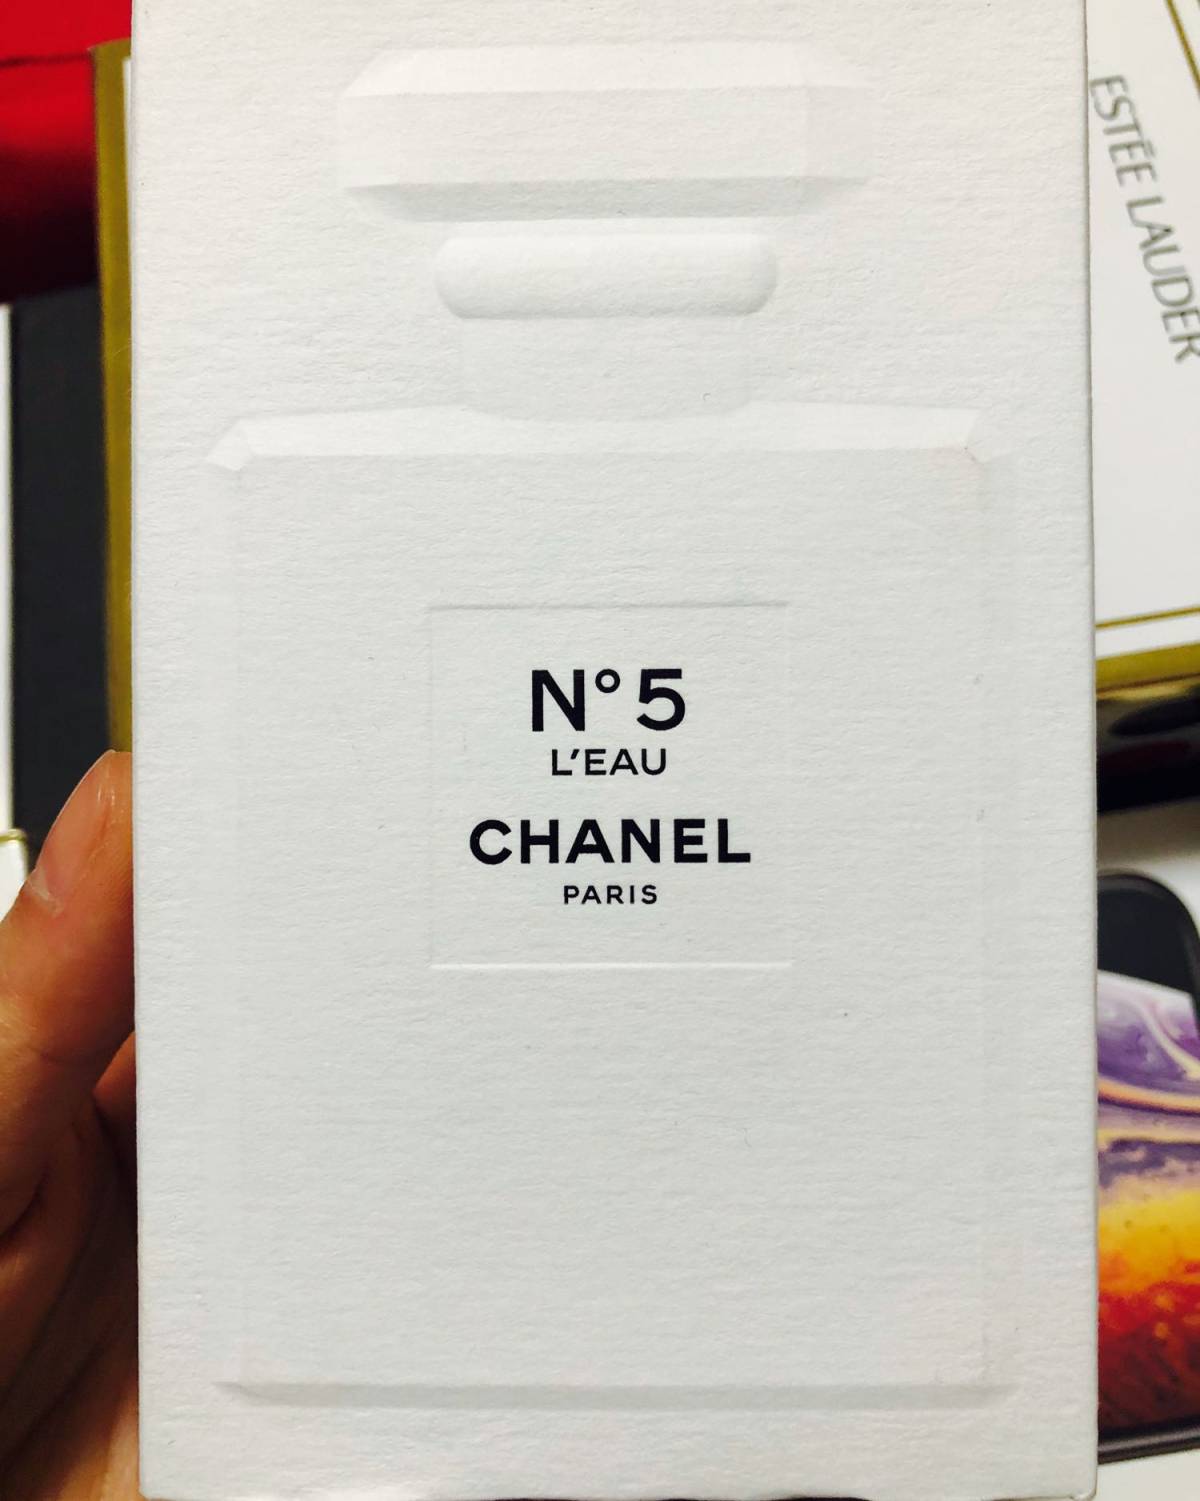 N° 5
L'EAU
CHANEL
PARIS
ESTĒE LAUDER